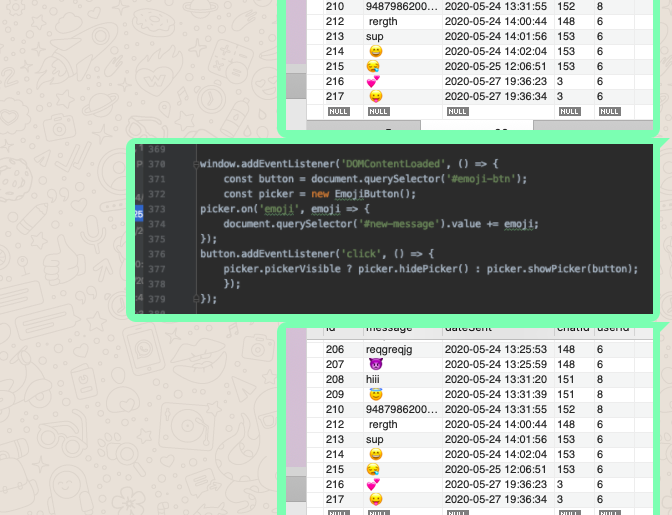 210 9487986200... 2020-05-24 13:31:55 152 8
212 rergth 2020-05-24 14:00:44 148 6
213 sup 2020-05-24 14:01:56 153 6
214 😄 2020-05-24 14:02:04 153 6
215 😪 2020-05-25 12:06:51 153 6
216 💞 2020-05-27 19:36:23 3 6
217 😛 2020-05-27 19:36:34 3 6
NULL NULL NULL NULL NULL
369
370 window.addEventListener('DOMContentLoaded', () => {
371 const button = document.querySelector('#emoji-btn');
372 const picker = new EmojiButton();
373 picker.on('emoji', emoji => {
374 document.querySelector('#new-message').value += emoji;
375 });
376 button.addEventListener('click', () => {
377 picker.pickerVisible ? picker.hidePicker() : picker.showPicker(button);
378 });
379 });
id message dateSent chatId userId
206 reqgreqjg 2020-05-24 13:25:53 148 6
207 😈 2020-05-24 13:25:59 148 6
208 hiii 2020-05-24 13:31:20 151 8
209 😇 2020-05-24 13:31:39 151 8
210 9487986200... 2020-05-24 13:31:55 152 8
212 rergth 2020-05-24 14:00:44 148 6
213 sup 2020-05-24 14:01:56 153 6
214 😄 2020-05-24 14:02:04 153 6
215 😪 2020-05-25 12:06:51 153 6
216 💞 2020-05-27 19:36:23 3 6
217 😛 2020-05-27 19:36:34 3 6
NULL NULL NULL NULL NULL